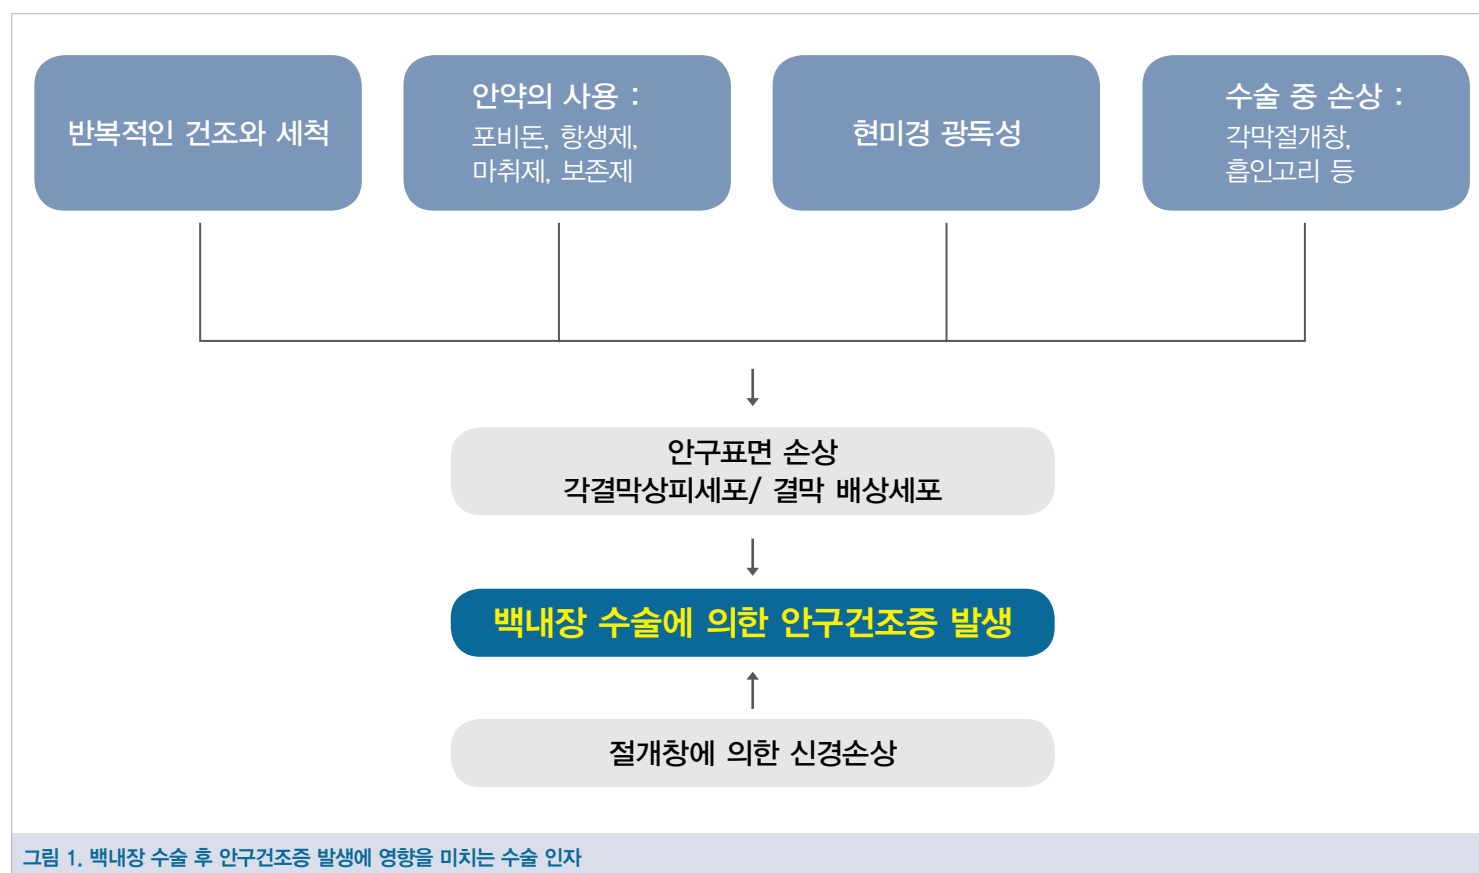 반복적인 건조와 세척
안약의 사용 :
포비돈, 항생제,
마취제, 보존제
현미경 광독성
수술 중 손상 :
각막절개창,
흡인고리 등
안구표면 손상
각결막상피세포/ 결막 배상세포
백내장 수술에 의한 안구건조증 발생
절개창에 의한 신경손상
그림 1. 백내장 수술 후 안구건조증 발생에 영향을 미치는 수술 인자